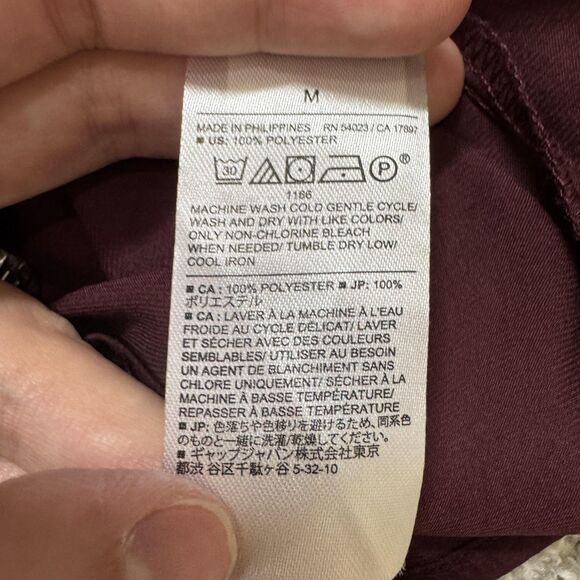 M
MADE IN PHILIPPINES RN 54023 / CA 17897
■ US: 100% POLYESTER
30 P ®
1166
MACHINE WASH COLD GENTLE CYCLE/
WASH AND DRY WITH LIKE COLORS/
ONLY NON-CHLORINE BLEACH
WHEN NEEDED/ TUMBLE DRY LOW/
COOL IRON
■ CA : 100% POLYESTER ■ JP: 100%
ポリエステル
■ CA : LAVER À LA MACHINE À L'EAU
FROIDE AU CYCLE DÉLICAT/ LAVER
ET SÉCHER AVEC DES COULEURS
SEMBLABLES/ UTILISER AU BESOIN
UN AGENT DE BLANCHIMENT SANS
CHLORE UNIQUEMENT/ SÉCHER À LA
MACHINE À BASSE TEMPÉRATURE/
REPASSER À BASSE TEMPÉRATURE
■ JP: 色落ちや色移りを避けるため、同系色
のものと一緒に洗濯/乾燥してください。
■ ギャップジャパン株式会社東京
都渋 谷区千駄ヶ谷 5-32-10